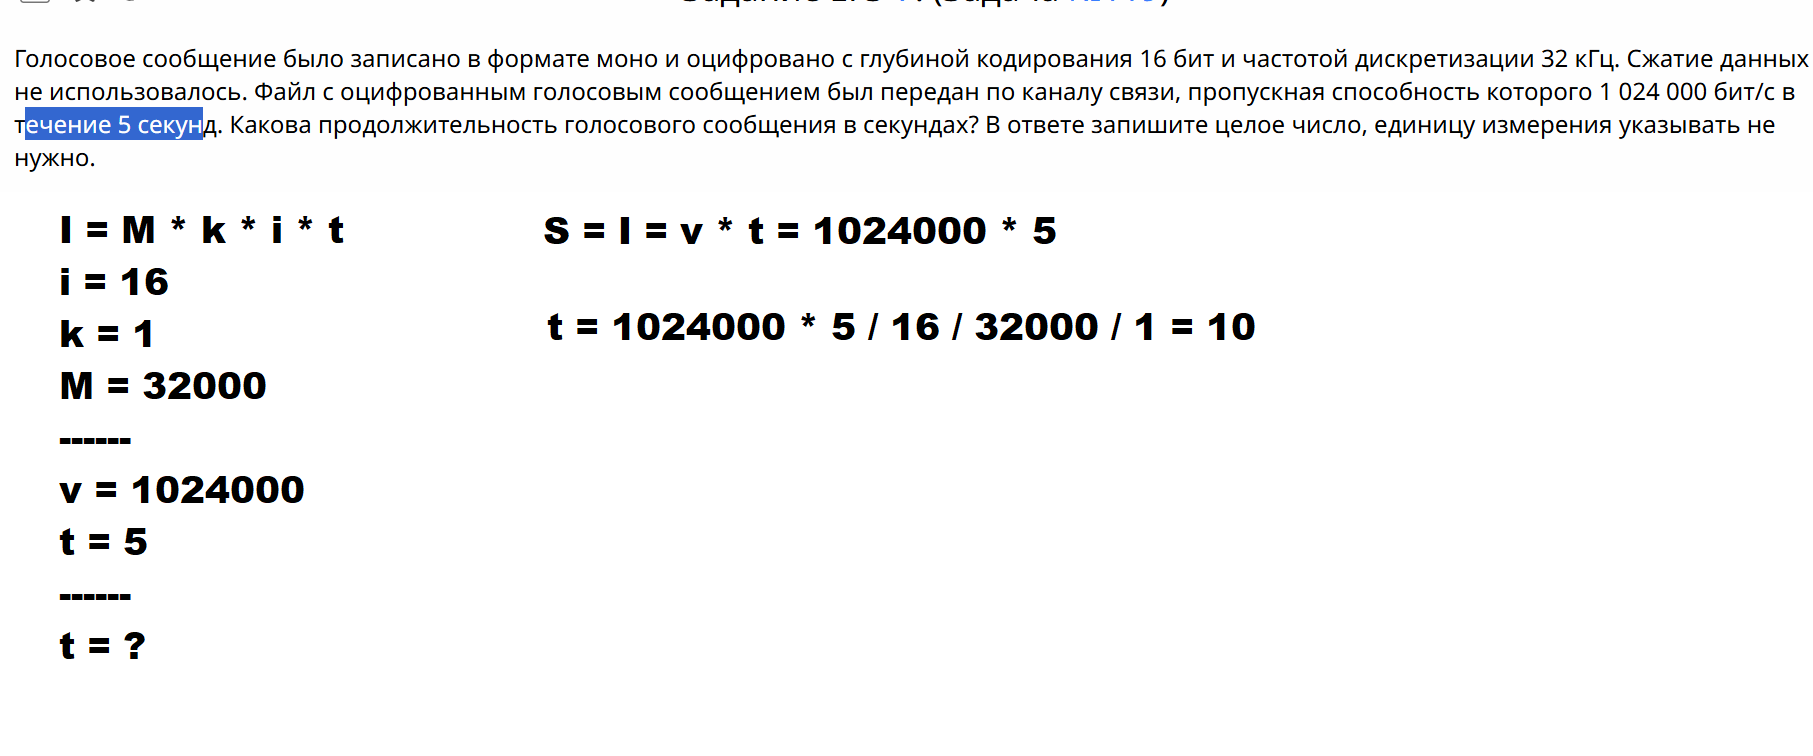 Голосовое сообщение было записано в формате моно и оцифровано с глубиной кодирования 16 бит и частотой дискретизации 32 кГц. Сжатие данных
не использовалось. Файл с оцифрованным голосовым сообщением был передан по каналу связи, пропускная способность которого 1 024 000 бит/с в
течение 5 секунд. Какова продолжительность голосового сообщения в секундах? В ответе запишите целое число, единицу измерения указывать не
нужно.
I = M * k * i * t
i = 16
k = 1
M = 32000
------
v = 1024000
t = 5
------
t = ?
S = I = v * t = 1024000 * 5
t = 1024000 * 5 / 16 / 32000 / 1 = 10